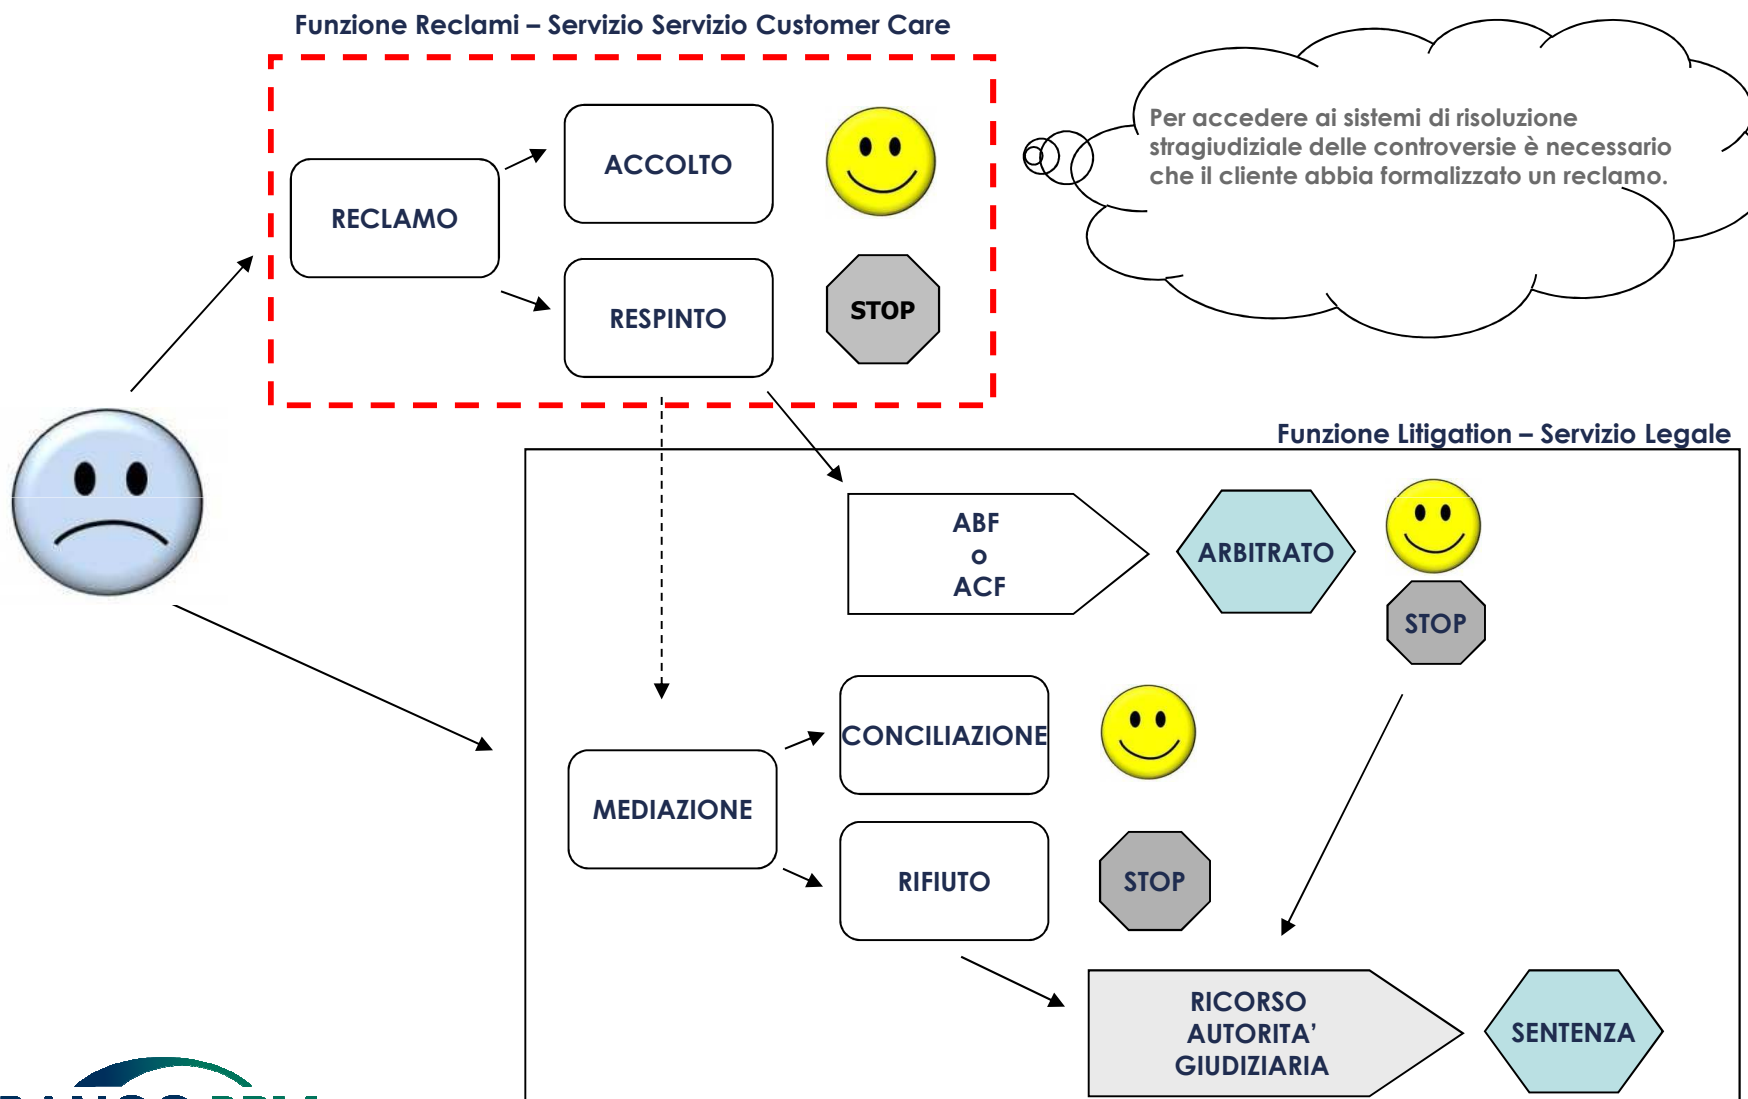 Funzione Reclami – Servizio Servizio Customer Care
Per accedere ai sistemi di risoluzione
stragiudiziale delle controversie è necessario
che il cliente abbia formalizzato un reclamo.
RECLAMO
ACCOLTO
RESPINTO
STOP
Funzione Litigation – Servizio Legale
ABF
o
ACF
ARBITRATO
STOP
MEDIAZIONE
CONCILIAZIONE
RIFIUTO
STOP
RICORSO
AUTORITA’
GIUDIZIARIA
SENTENZA